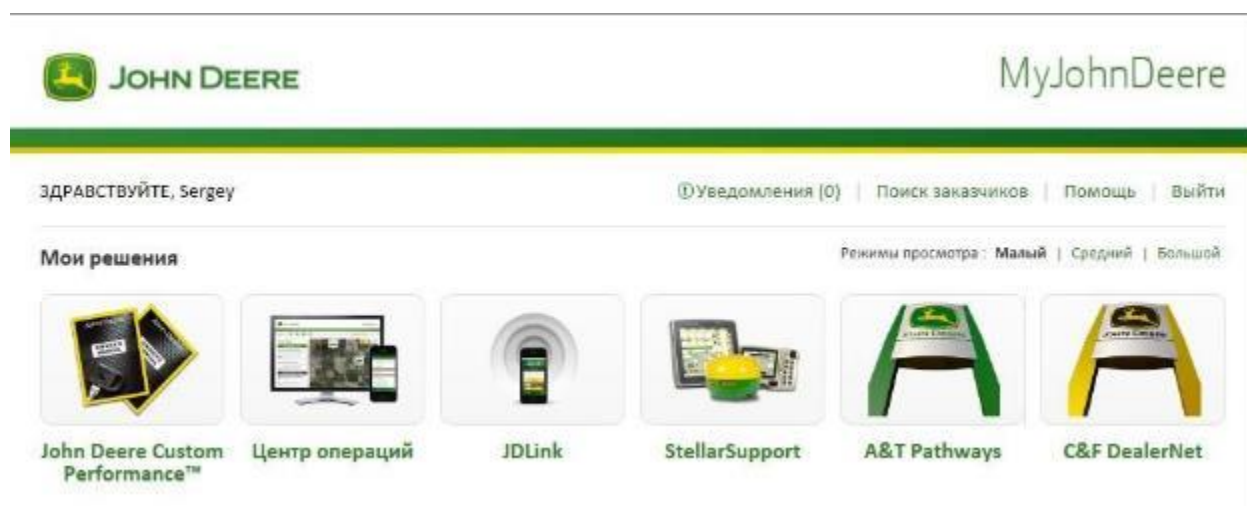 JOHN DEERE
MyJohnDeere
ЗДРАВСТВУЙТЕ, Sergey
Уведомления (0) | Поиск заказчиков | Помощь | Выйти
Мои решения
Режимы просмотра : Малый | Средний | Большой
John Deere Custom Performance™
Центр операций
JDLink
StellarSupport
A&T Pathways
C&F DealerNet